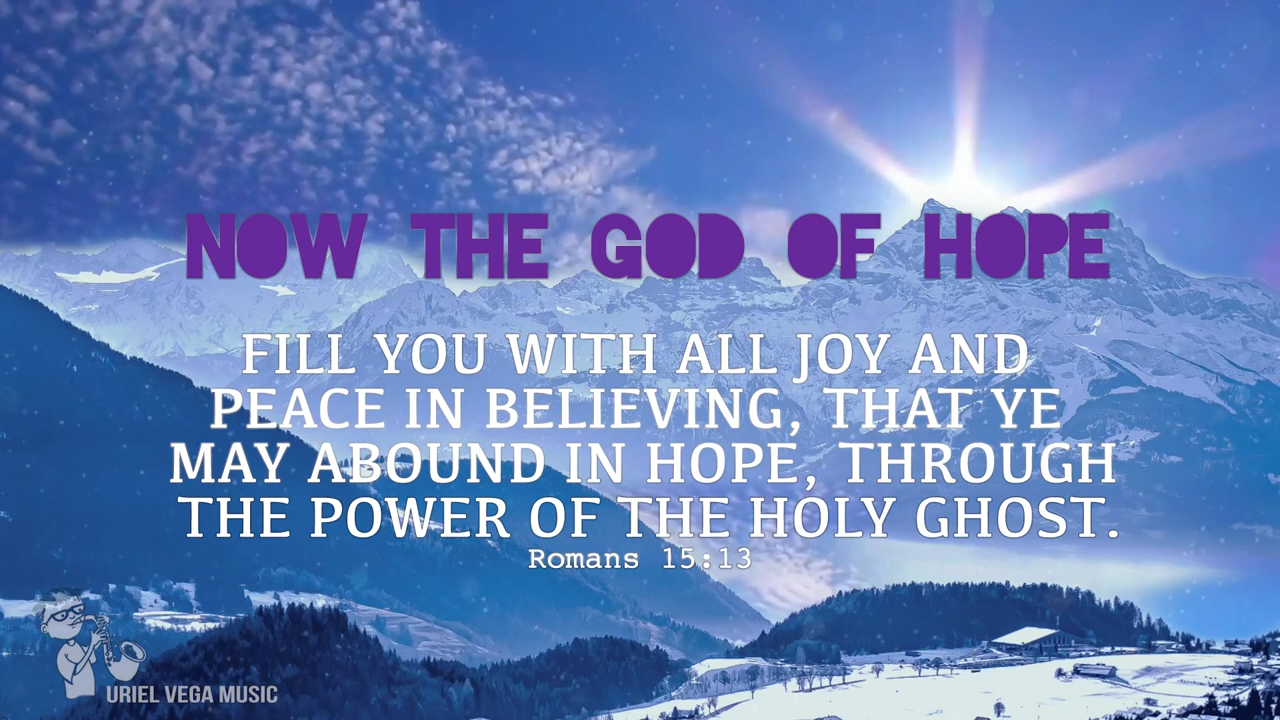 NOW THE GOD OF HOPE
FILL YOU WITH ALL JOY AND
PEACE IN BELIEVING, THAT YE
MAY ABOUND IN HOPE, THROUGH
THE POWER OF THE HOLY GHOST.
Romans 15:13
URIEL VEGA MUSIC